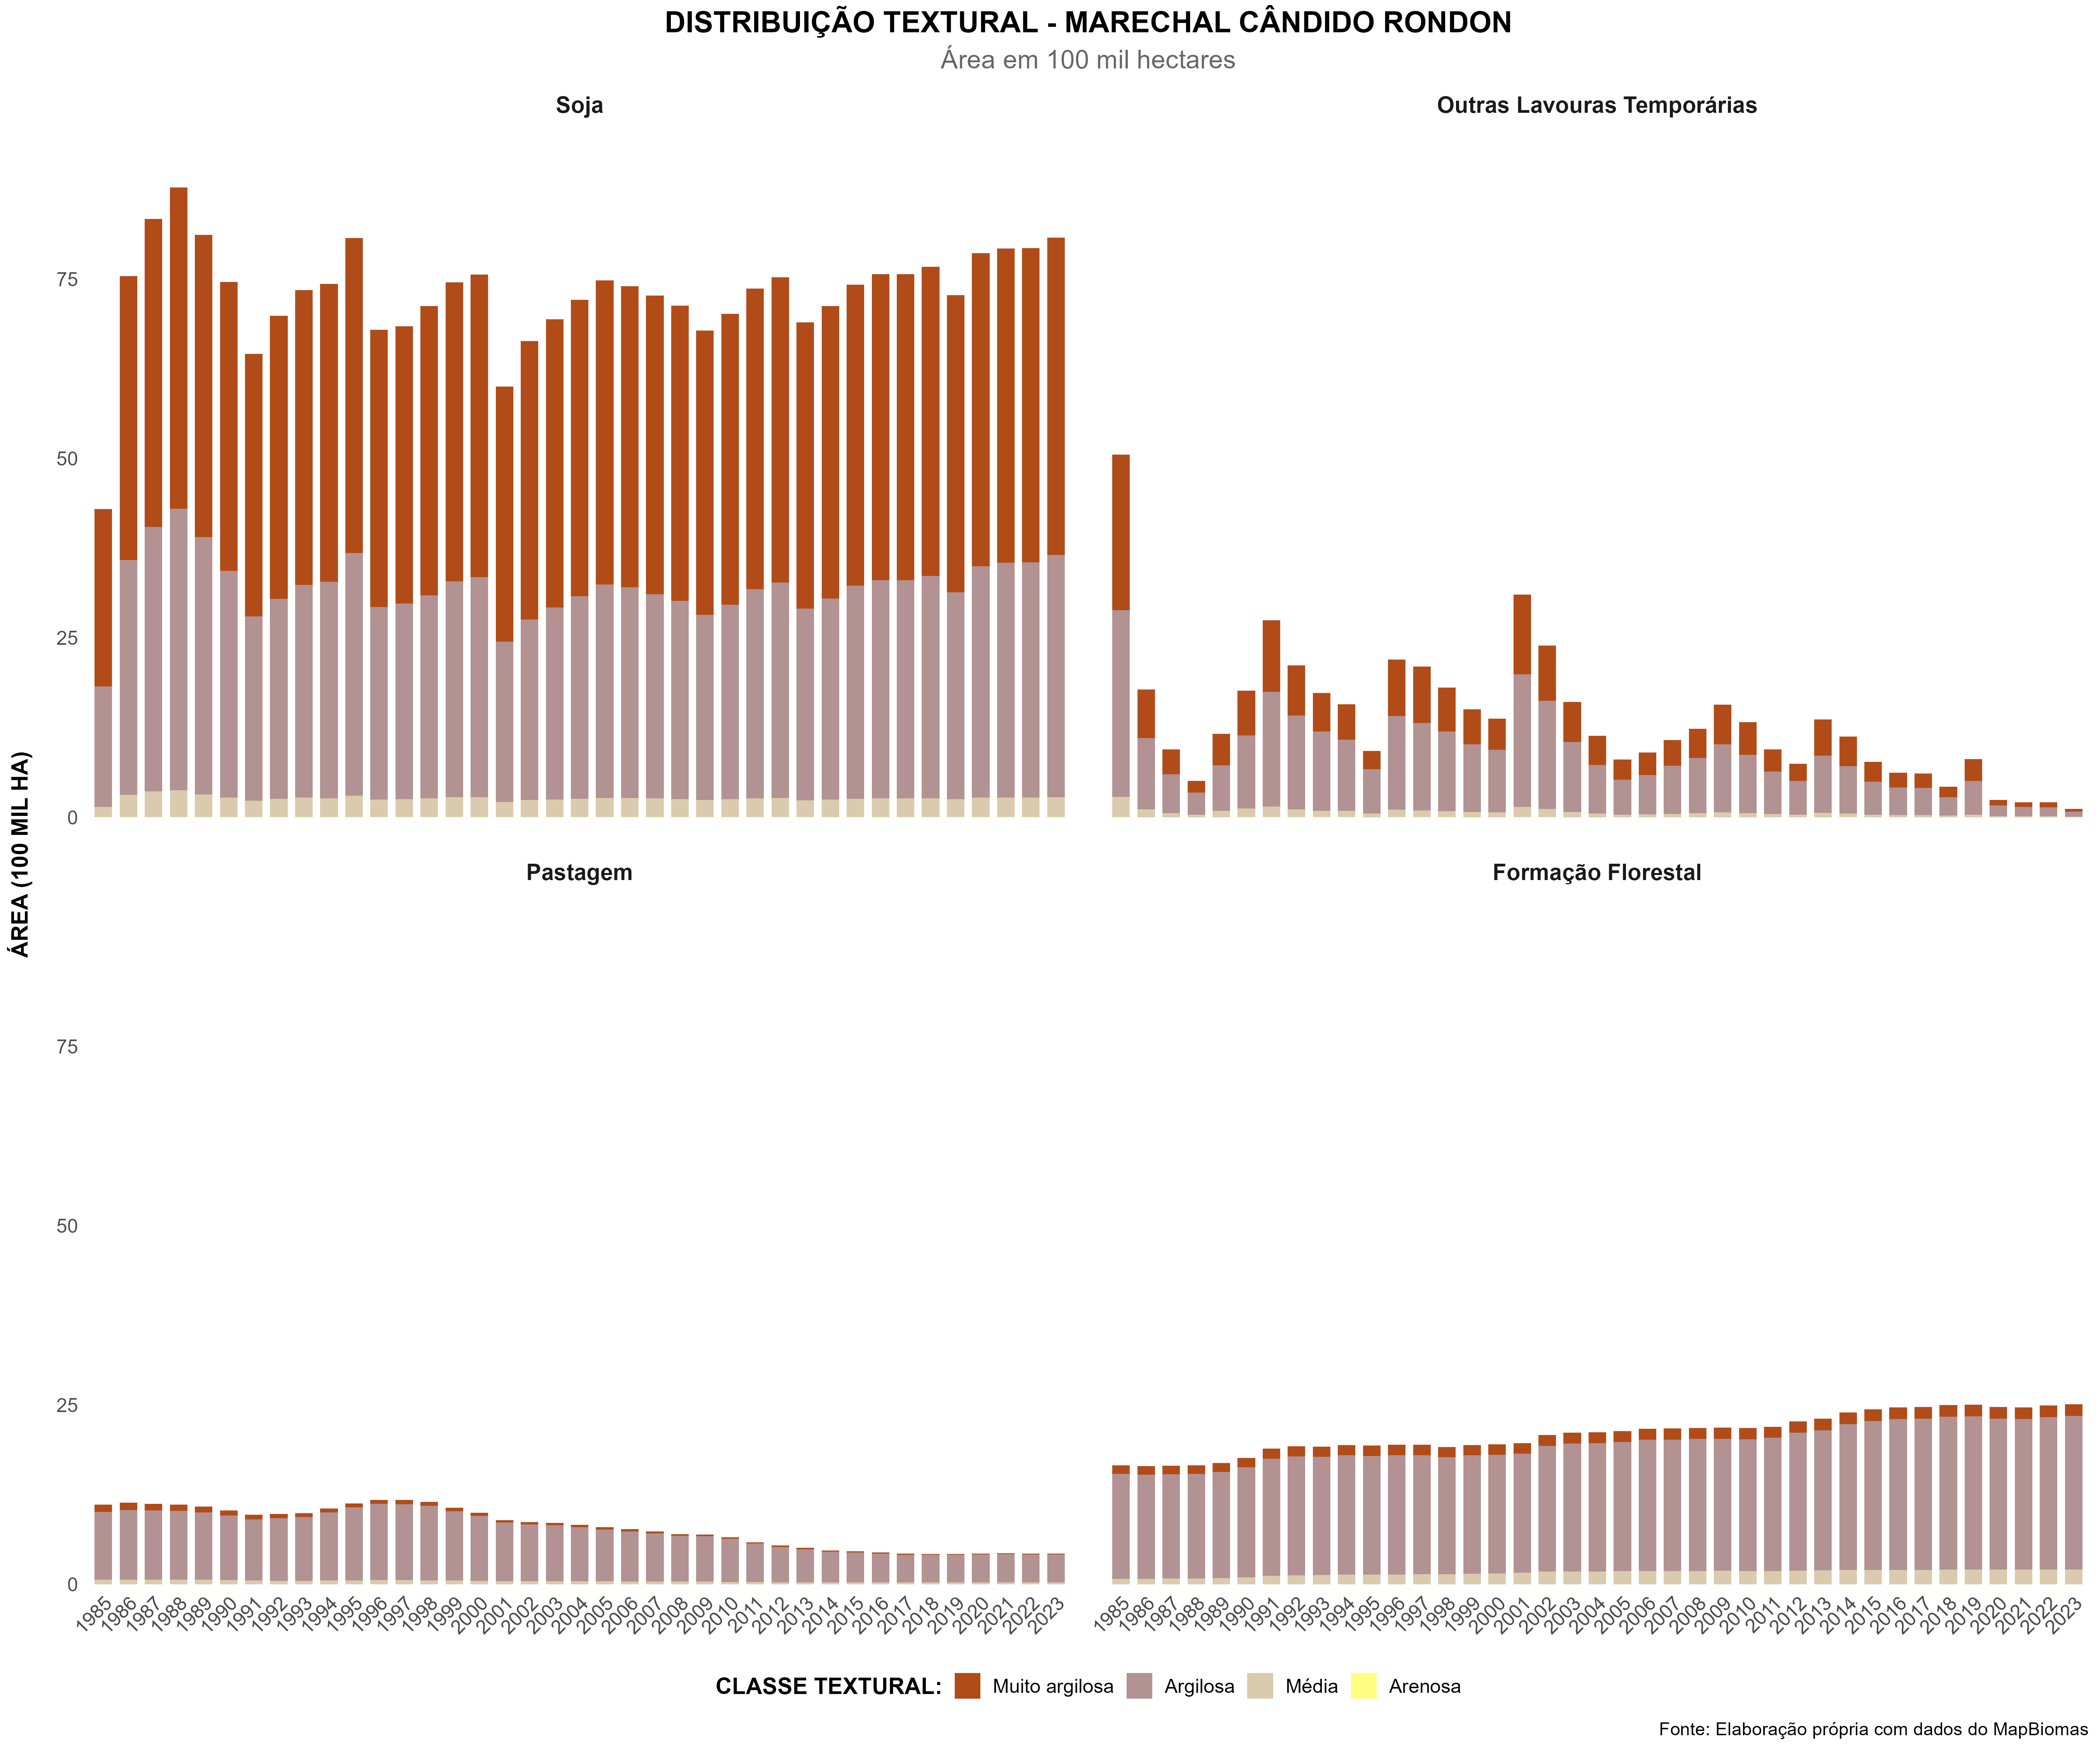 DISTRIBUIÇÃO TEXTURAL - MARECHAL CÂNDIDO RONDON
Área em 100 mil hectares
Soja
Outras Lavouras Temporárias
75
50
25
0
ÁREA (100 MIL HA)
Pastagem
Formação Florestal
75
50
25
0
1985 1986 1987 1988 1989 1990 1991 1992 1993 1994 1995 1996 1997 1998 1999 2000 2001 2002 2003 2004 2005 2006 2007 2008 2009 2010 2011 2012 2013 2014 2015 2016 2017 2018 2019 2020 2021 2022 2023
1985 1986 1987 1988 1989 1990 1991 1992 1993 1994 1995 1996 1997 1998 1999 2000 2001 2002 2003 2004 2005 2006 2007 2008 2009 2010 2011 2012 2013 2014 2015 2016 2017 2018 2019 2020 2021 2022 2023
CLASSE TEXTURAL: Muito argilosa Argilosa Média Arenosa
Fonte: Elaboração própria com dados do MapBiomas